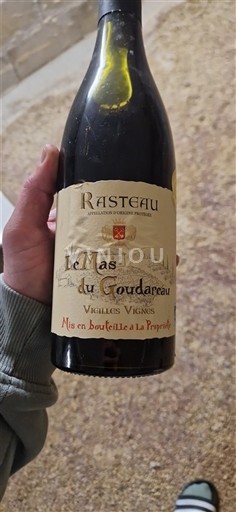 RASTEAU
APPELLATION D'ORIGINE PROTÉGÉE
Le Mas
du Goudareau
VIEILLES VIGNES
Mis en bouteille à la Propriété